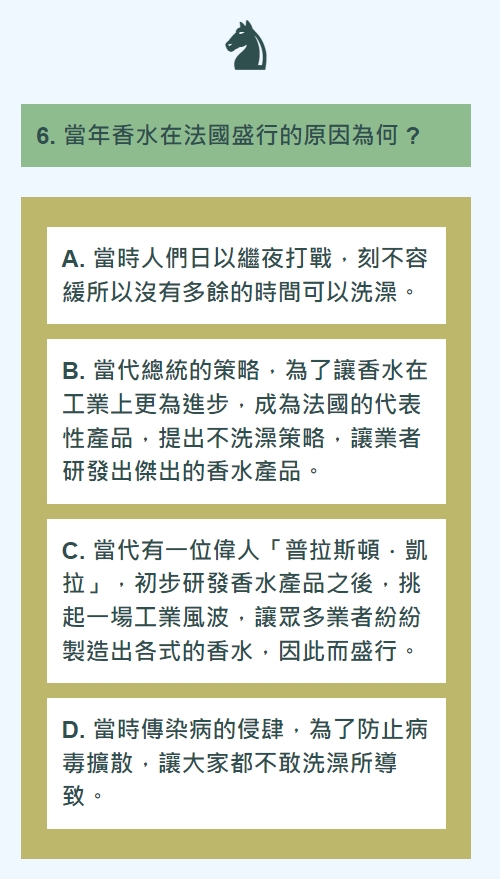 6. 當年香水在法國盛行的原因為何 ?
A. 當時人們日以繼夜打戰，刻不容
緩所以沒有多餘的時間可以洗澡。
B. 當代總統的策略，為了讓香水在
工業上更為進步，成為法國的代表
性產品，提出不洗澡策略，讓業者
研發出傑出的香水產品。
C. 當代有一位偉人「普拉斯頓．凱
拉」，初步研發香水產品之後，挑
起一場工業風波，讓眾多業者紛紛
製造出各式的香水，因此而盛行。
D. 當時傳染病的侵肆，為了防止病
毒擴散，讓大家都不敢洗澡所導
致。